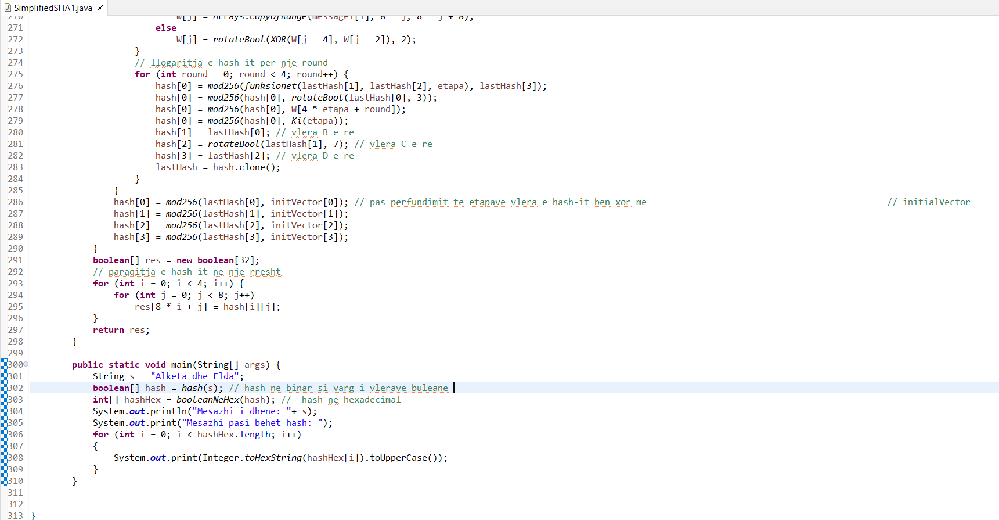 SimplifiedSHA1.java
270 W[j] = Arrays.copyOfRange(message1[i], 8 * j, 8 * j + 8);
271 else
272 W[j] = rotateBool(XOR(W[j - 4], W[j - 2]), 2);
273 }
274 // llogaritja e hash-it per nje round
275 for (int round = 0; round < 4; round++) {
276 hash[0] = mod256(funksionet(lastHash[1], lastHash[2], etapa), lastHash[3]);
277 hash[0] = mod256(hash[0], rotateBool(lastHash[0], 3));
278 hash[0] = mod256(hash[0], W[4 * etapa + round]);
279 hash[0] = mod256(hash[0], Ki(etapa));
280 hash[1] = lastHash[0]; // vlera B e re
281 hash[2] = rotateBool(lastHash[1], 7); // vlera C e re
282 hash[3] = lastHash[2]; // vlera D e re
283 lastHash = hash.clone();
284 }
285 }
286 hash[0] = mod256(lastHash[0], initVector[0]); // pas perfundimit te etapave vlera e hash-it ben xor me // initialVector
287 hash[1] = mod256(lastHash[1], initVector[1]);
288 hash[2] = mod256(lastHash[2], initVector[2]);
289 hash[3] = mod256(lastHash[3], initVector[3]);
290 }
291 boolean[] res = new boolean[32];
292 // paraqitja e hash-it ne nje rresht
293 for (int i = 0; i < 4; i++) {
294 for (int j = 0; j < 8; j++)
295 res[8 * i + j] = hash[i][j];
296 }
297 return res;
298 }
299
300 public static void main(String[] args) {
301 String s = "Alketa dhe Elda";
302 boolean[] hash = hash(s); // hash ne binar si varg i vlerave buleane
303 int[] hashHex = booleanNeHex(hash); //  hash ne hexadecimal
304 System.out.println("Mesazhi i dhene: "+ s);
305 System.out.print("Mesazhi pasi behet hash: ");
306 for (int i = 0; i < hashHex.length; i++)
307 {
308 System.out.print(Integer.toHexString(hashHex[i]).toUpperCase());
309 }
310 }
311
312
313 }